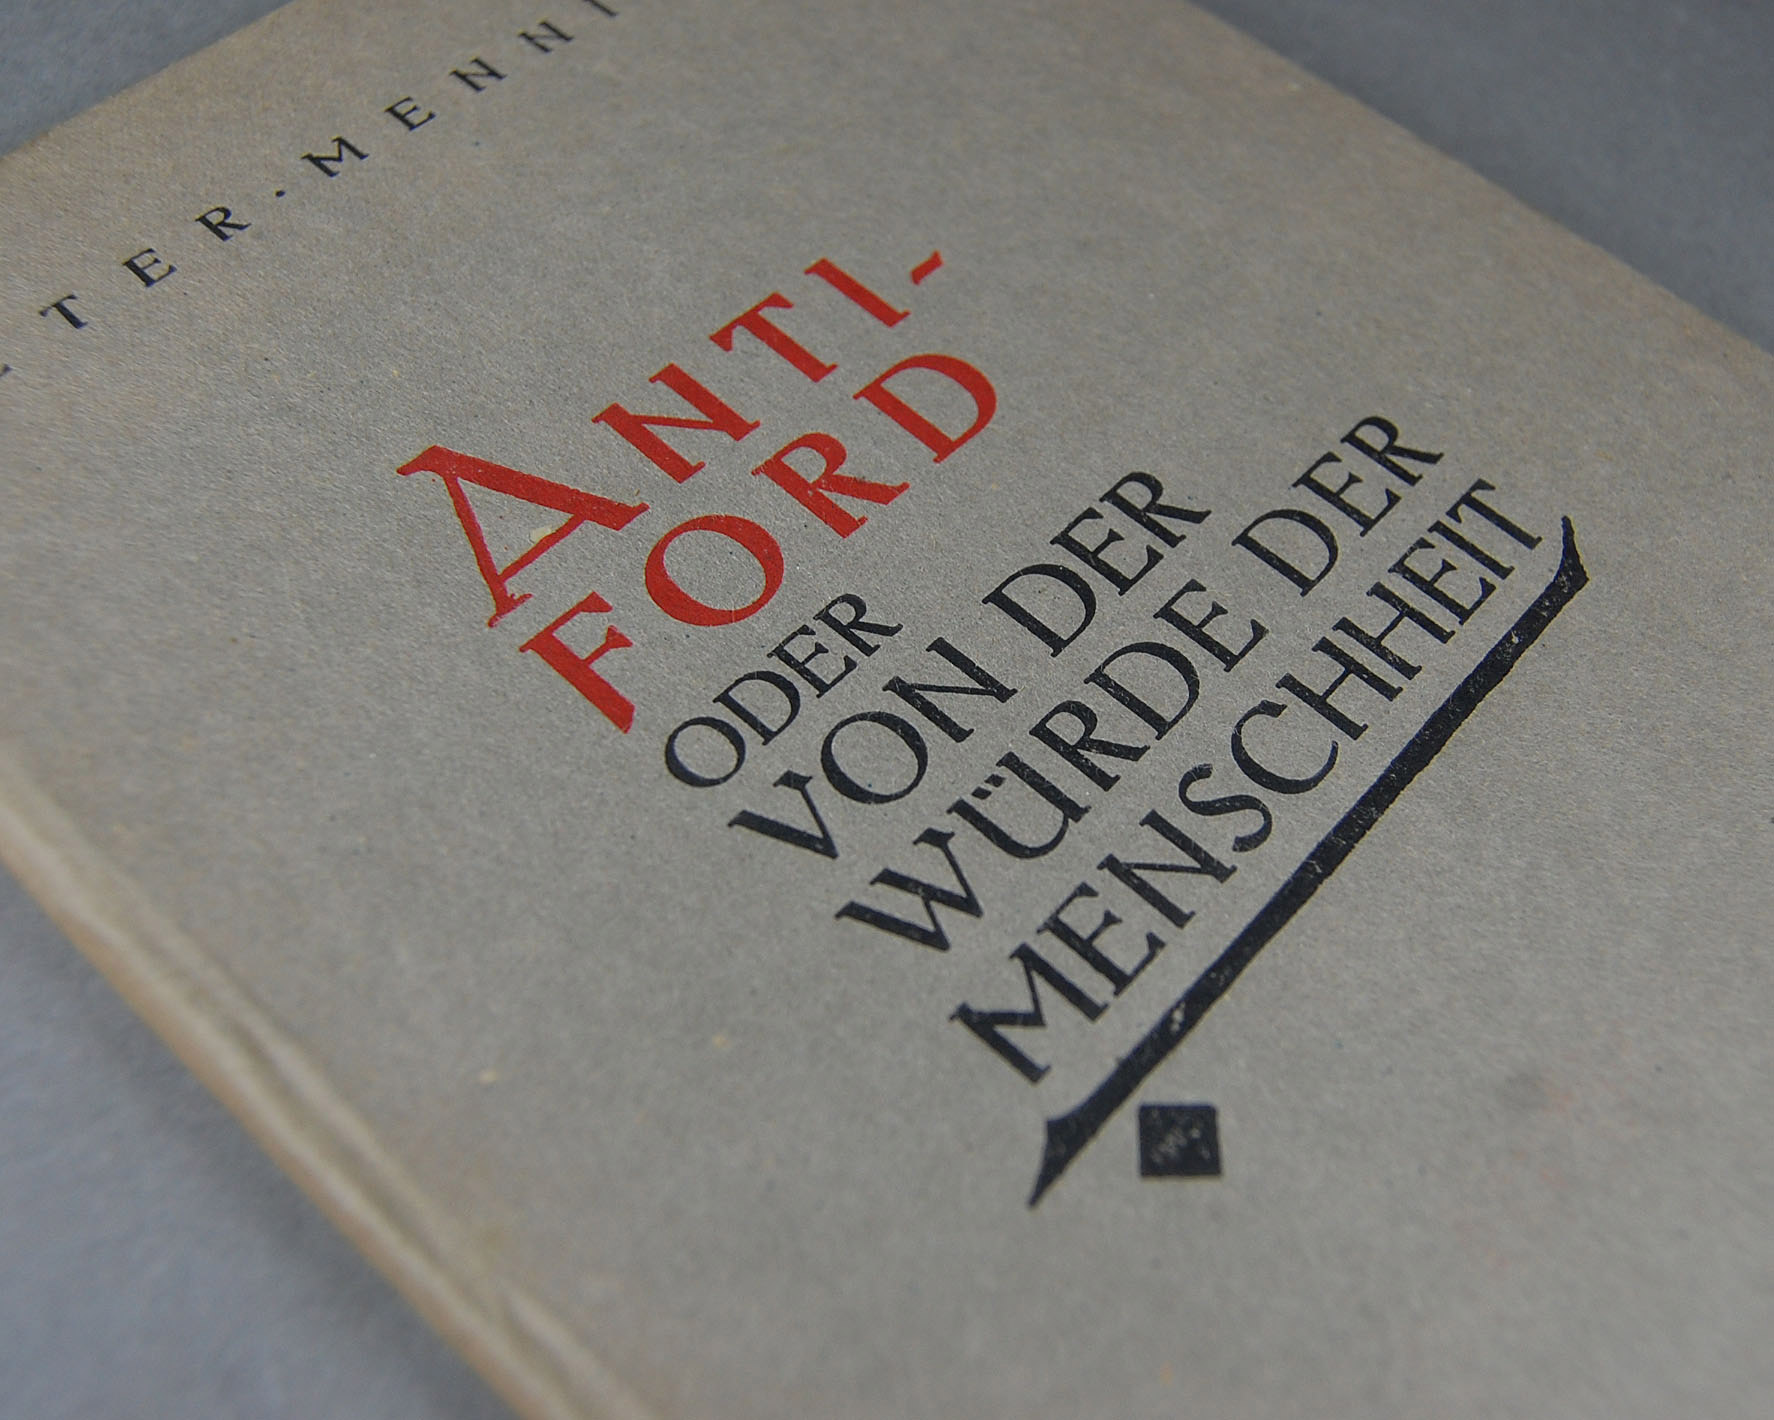 TER · MENN
ANTI-
FORD
ODER
VON DER
WÜRDE DER
MENSCHHEIT